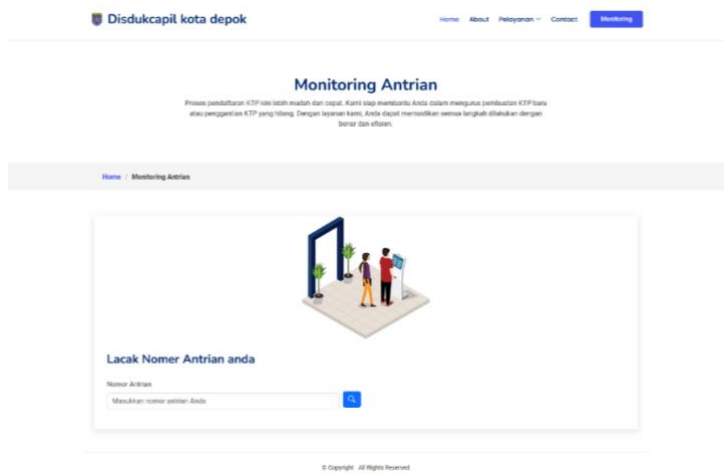 Disdukcapil kota depok
Home About Pelayanan Contact Monitoring
Monitoring Antrian
Proses pendaftaran KTP kini lebih mudah dan cepat. Kami siap membantu Anda dalam mengurus pembuatan KTP baru
atau penggantian KTP yang hilang. Dengan layanan kami, Anda dapat memastikan semua langkah dilakukan dengan
benar dan efisien.
Home / Monitoring Antrian
Lacak Nomer Antrian anda
Nomor Antrian
Masukkan nomer antrian Anda
© Copyright All Rights Reserved